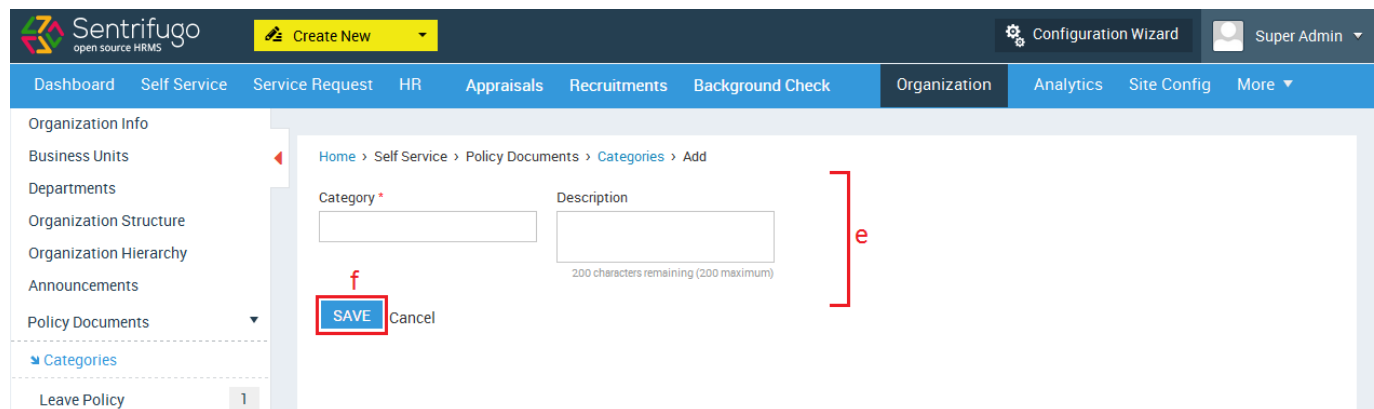 Sentrifugo
open source HRMS
Create New
Configuration Wizard
Super Admin
Dashboard Self Service Service Request HR Appraisals Recruitments Background Check Organization Analytics Site Config More
Organization Info
Business Units
Departments
Organization Structure
Organization Hierarchy
Announcements
Policy Documents
Categories
Leave Policy 1
Home › Self Service › Policy Documents › Categories › Add
Category * Description
200 characters remaining (200 maximum)
e
f
SAVE Cancel